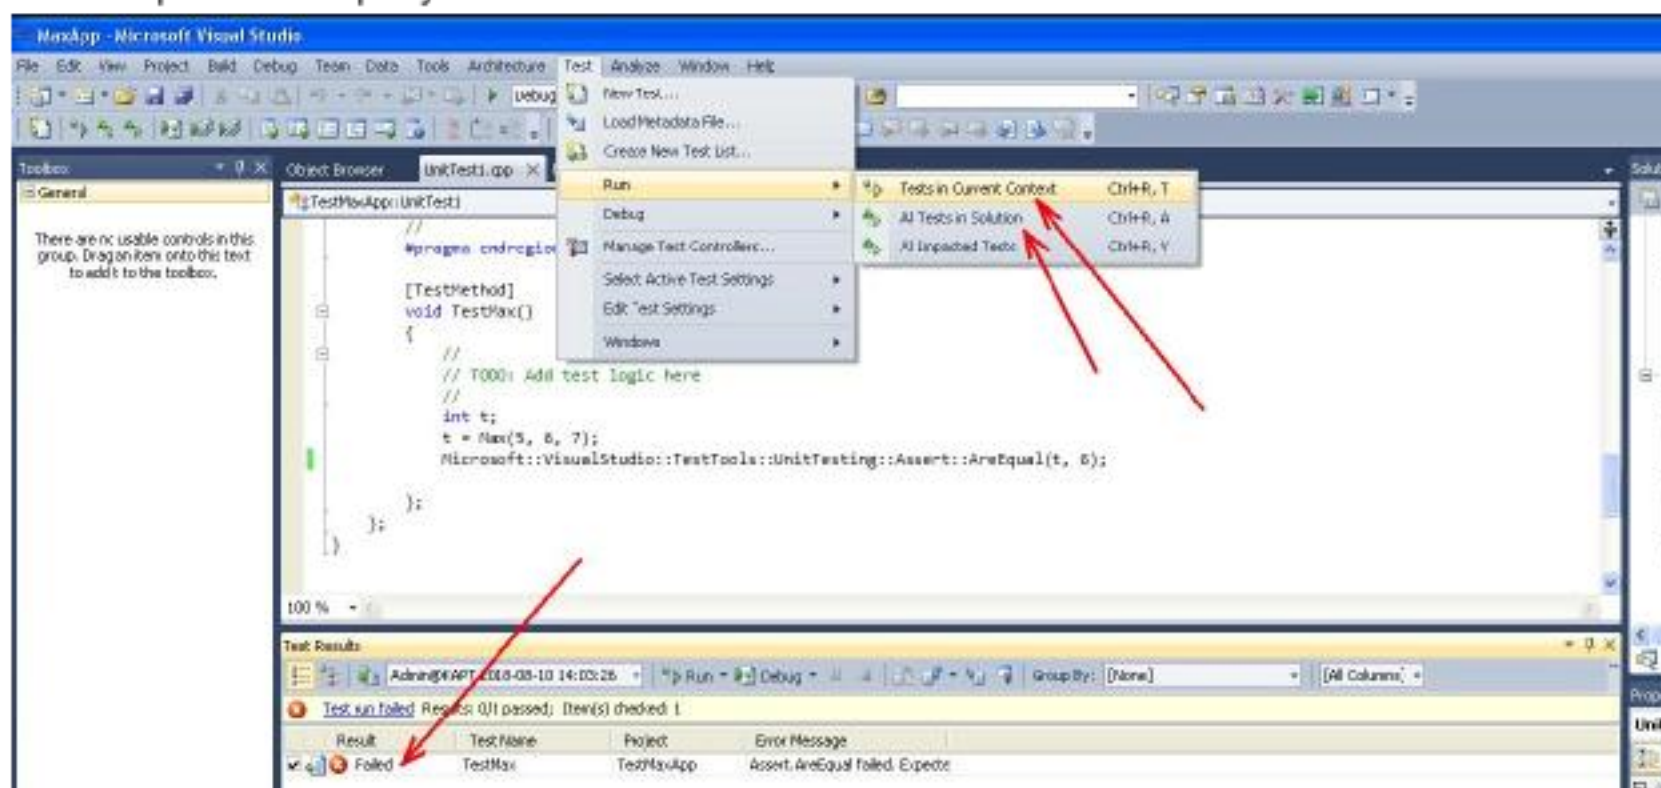 MaxApp - Microsoft Visual Studio
File Edit View Project Build Debug Team Data Tools Architecture Test Analyze Window Help
Debug
New Test...
Load Metadata File...
Create New Test List...
Run
Debug
Manage Test Controllers...
Select Active Test Settings
Edit Test Settings
Windows
Tests in Current Context Ctrl+R, T
All Tests in Solution Ctrl+R, A
All Impacted Tests Ctrl+R, Y
Toolbox
General
There are no usable controls in this
group. Drag an item onto this text
to add it to the toolbox.
Object Browser UnitTest1.cpp
TestMaxApp::UnitTest1
//
#pragma endregion
[TestMethod]
void TestMax()
{
//
// TODO: Add test logic here
//
int t;
t = Max(5, 6, 7);
Microsoft::VisualStudio::TestTools::UnitTesting::Assert::AreEqual(t, 6);
};
};
}
100 %
Test Results
2018-08-10 14:03:26 Run Debug Group By: [None] [All Columns]
Test run failed Results: 0/1 passed; Item(s) checked: 1
Result Test Name Project Error Message
Failed TestMax TestMaxApp Assert.AreEqual failed. Expecte